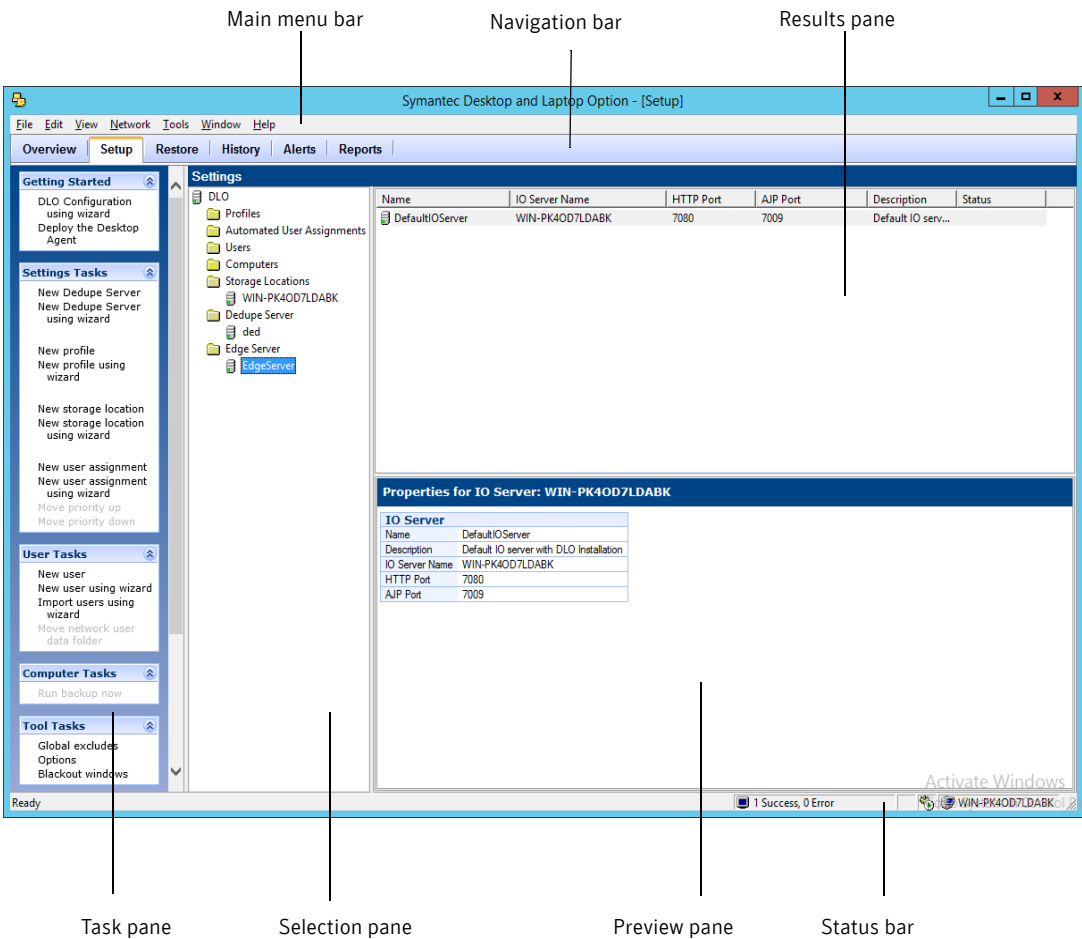 Main menu bar
Navigation bar
Results pane
Symantec Desktop and Laptop Option - [Setup]
File Edit View Network Tools Window Help
Overview Setup Restore History Alerts Reports
Getting Started
DLO Configuration
using wizard
Deploy the Desktop
Agent
Settings Tasks
New Dedupe Server
New Dedupe Server
using wizard
New profile
New profile using
wizard
New storage location
New storage location
using wizard
New user assignment
New user assignment
using wizard
Move priority up
Move priority down
User Tasks
New user
New user using wizard
Import users using
wizard
Move network user
data folder
Computer Tasks
Run backup now
Tool Tasks
Global excludes
Options
Blackout windows
Settings
DLO
Profiles
Automated User Assignments
Users
Computers
Storage Locations
WIN-PK4OD7LDABK
Dedupe Server
ded
Edge Server
EdgeServer
Name IO Server Name HTTP Port AJP Port Description Status
DefaultIOServer WIN-PK4OD7LDABK 7080 7009 Default IO serv...
Properties for IO Server: WIN-PK4OD7LDABK
IO Server
Name DefaultIOServer
Description Default IO server with DLO Installation
IO Server Name WIN-PK4OD7LDABK
HTTP Port 7080
AJP Port 7009
Activate Windows
Ready
1 Success, 0 Error
WIN-PK4OD7LDABK
Task pane
Selection pane
Preview pane
Status bar